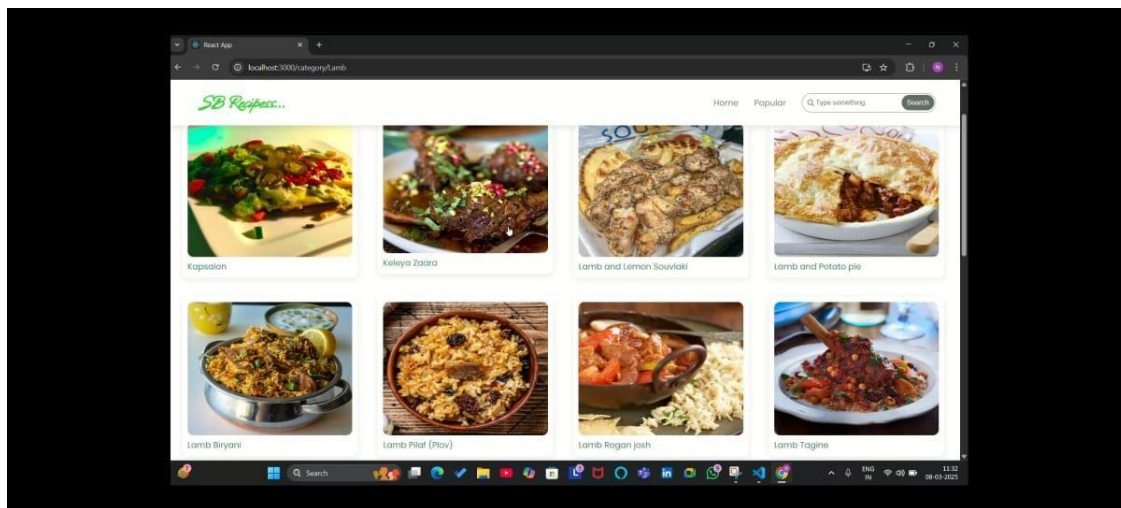 React App
localhost:3000/category/Lamb
SB Recipess...
Home Popular Type something Search
SOU
Kapsalon
Keleya Zaara
Lamb and Lemon Souvlaki
Lamb and Potato pie
Lamb Biryani
Lamb Pilaf (Plov)
Lamb Rogan josh
Lamb Tagine
Search
ENG
IN
11:32
08-03-2025